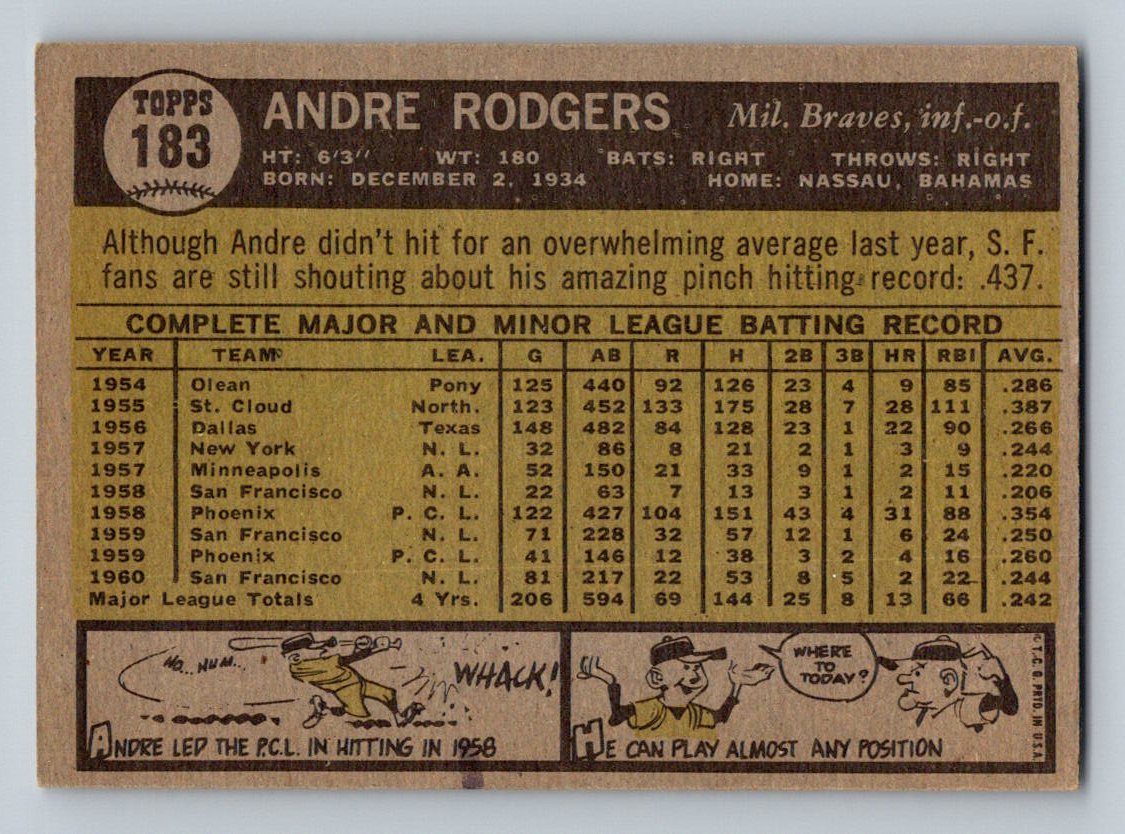 TOPPS
183
ANDRE RODGERS Mil. Braves, inf.-o.f.
HT: 6'3" WT: 180 BATS: RIGHT THROWS: RIGHT
BORN: DECEMBER 2, 1934 HOME: NASSAU, BAHAMAS
Although Andre didn't hit for an overwhelming average last year, S. F.
fans are still shouting about his amazing pinch hitting record: .437.
COMPLETE MAJOR AND MINOR LEAGUE BATTING RECORD
YEAR TEAM LEA. G AB R H 2B 3B HR RBI AVG.
1954 Olean Pony 125 440 92 126 23 4 9 85 .286
1955 St. Cloud North. 123 452 133 175 28 7 28 111 .387
1956 Dallas Texas 148 482 84 128 23 1 22 90 .266
1957 New York N. L. 32 86 8 21 2 1 3 9 .244
1957 Minneapolis A. A. 52 150 21 33 9 1 2 15 .220
1958 San Francisco N. L. 22 63 7 13 3 1 2 11 .206
1958 Phoenix P. C. L. 122 427 104 151 43 4 31 88 .354
1959 San Francisco N. L. 71 228 32 57 12 1 6 24 .250
1959 Phoenix P. C. L. 41 146 12 38 3 2 4 16 .260
1960 San Francisco N. L. 81 217 22 53 8 5 2 22 .244
Major League Totals 4 Yrs. 206 594 69 144 25 8 13 66 .242
HO.. HUM..
WHACK!
ANDRE LED THE P.C.L. IN HITTING IN 1958
WHERE
TO
TODAY?
HE CAN PLAY ALMOST ANY POSITION
© T. C. G. PRTD. IN U.S.A.